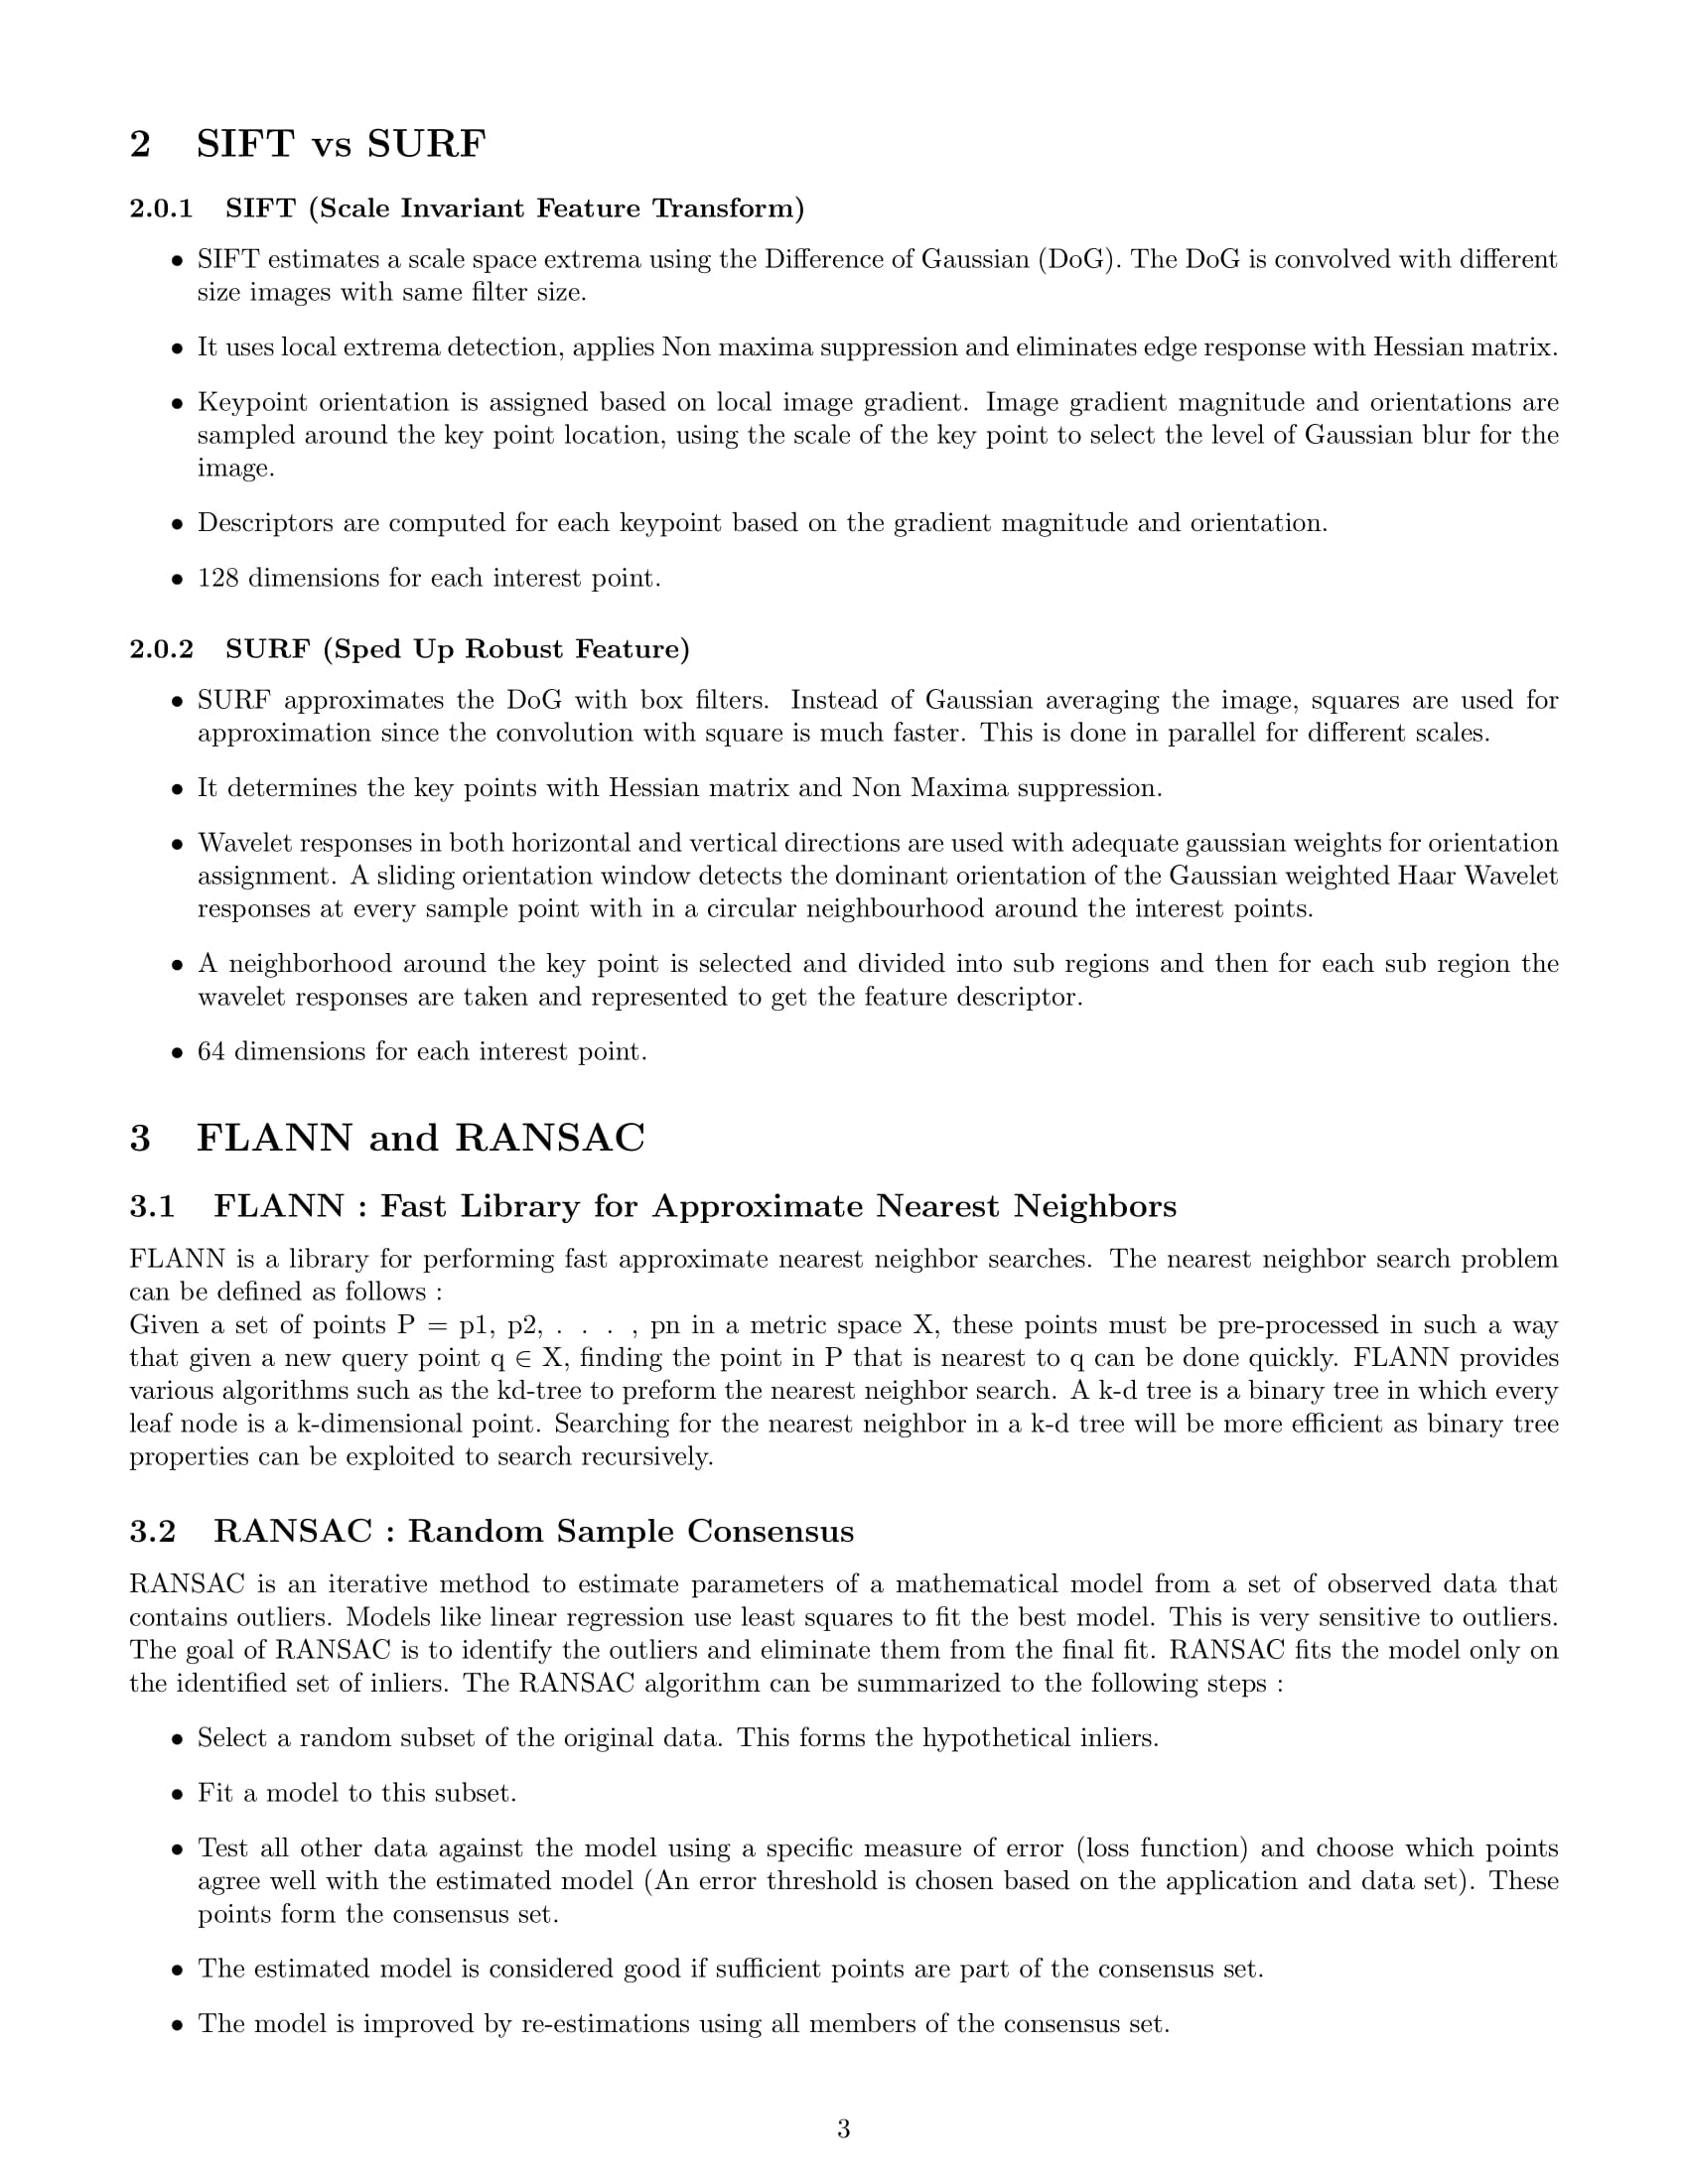 2 SIFT vs SURF
2.0.1 SIFT (Scale Invariant Feature Transform)
• SIFT estimates a scale space extrema using the Difference of Gaussian (DoG). The DoG is convolved with different
size images with same filter size.
• It uses local extrema detection, applies Non maxima suppression and eliminates edge response with Hessian matrix.
• Keypoint orientation is assigned based on local image gradient. Image gradient magnitude and orientations are
sampled around the key point location, using the scale of the key point to select the level of Gaussian blur for the
image.
• Descriptors are computed for each keypoint based on the gradient magnitude and orientation.
• 128 dimensions for each interest point.
2.0.2 SURF (Sped Up Robust Feature)
• SURF approximates the DoG with box filters. Instead of Gaussian averaging the image, squares are used for
approximation since the convolution with square is much faster. This is done in parallel for different scales.
• It determines the key points with Hessian matrix and Non Maxima suppression.
• Wavelet responses in both horizontal and vertical directions are used with adequate gaussian weights for orientation
assignment. A sliding orientation window detects the dominant orientation of the Gaussian weighted Haar Wavelet
responses at every sample point with in a circular neighbourhood around the interest points.
• A neighborhood around the key point is selected and divided into sub regions and then for each sub region the
wavelet responses are taken and represented to get the feature descriptor.
• 64 dimensions for each interest point.
3 FLANN and RANSAC
3.1 FLANN : Fast Library for Approximate Nearest Neighbors
FLANN is a library for performing fast approximate nearest neighbor searches. The nearest neighbor search problem
can be defined as follows :
Given a set of points P = p1, p2, . . . , pn in a metric space X, these points must be pre-processed in such a way
that given a new query point q ∈ X, finding the point in P that is nearest to q can be done quickly. FLANN provides
various algorithms such as the kd-tree to preform the nearest neighbor search. A k-d tree is a binary tree in which every
leaf node is a k-dimensional point. Searching for the nearest neighbor in a k-d tree will be more efficient as binary tree
properties can be exploited to search recursively.
3.2 RANSAC : Random Sample Consensus
RANSAC is an iterative method to estimate parameters of a mathematical model from a set of observed data that
contains outliers. Models like linear regression use least squares to fit the best model. This is very sensitive to outliers.
The goal of RANSAC is to identify the outliers and eliminate them from the final fit. RANSAC fits the model only on
the identified set of inliers. The RANSAC algorithm can be summarized to the following steps :
• Select a random subset of the original data. This forms the hypothetical inliers.
• Fit a model to this subset.
• Test all other data against the model using a specific measure of error (loss function) and choose which points
agree well with the estimated model (An error threshold is chosen based on the application and data set). These
points form the consensus set.
• The estimated model is considered good if sufficient points are part of the consensus set.
• The model is improved by re-estimations using all members of the consensus set.
3